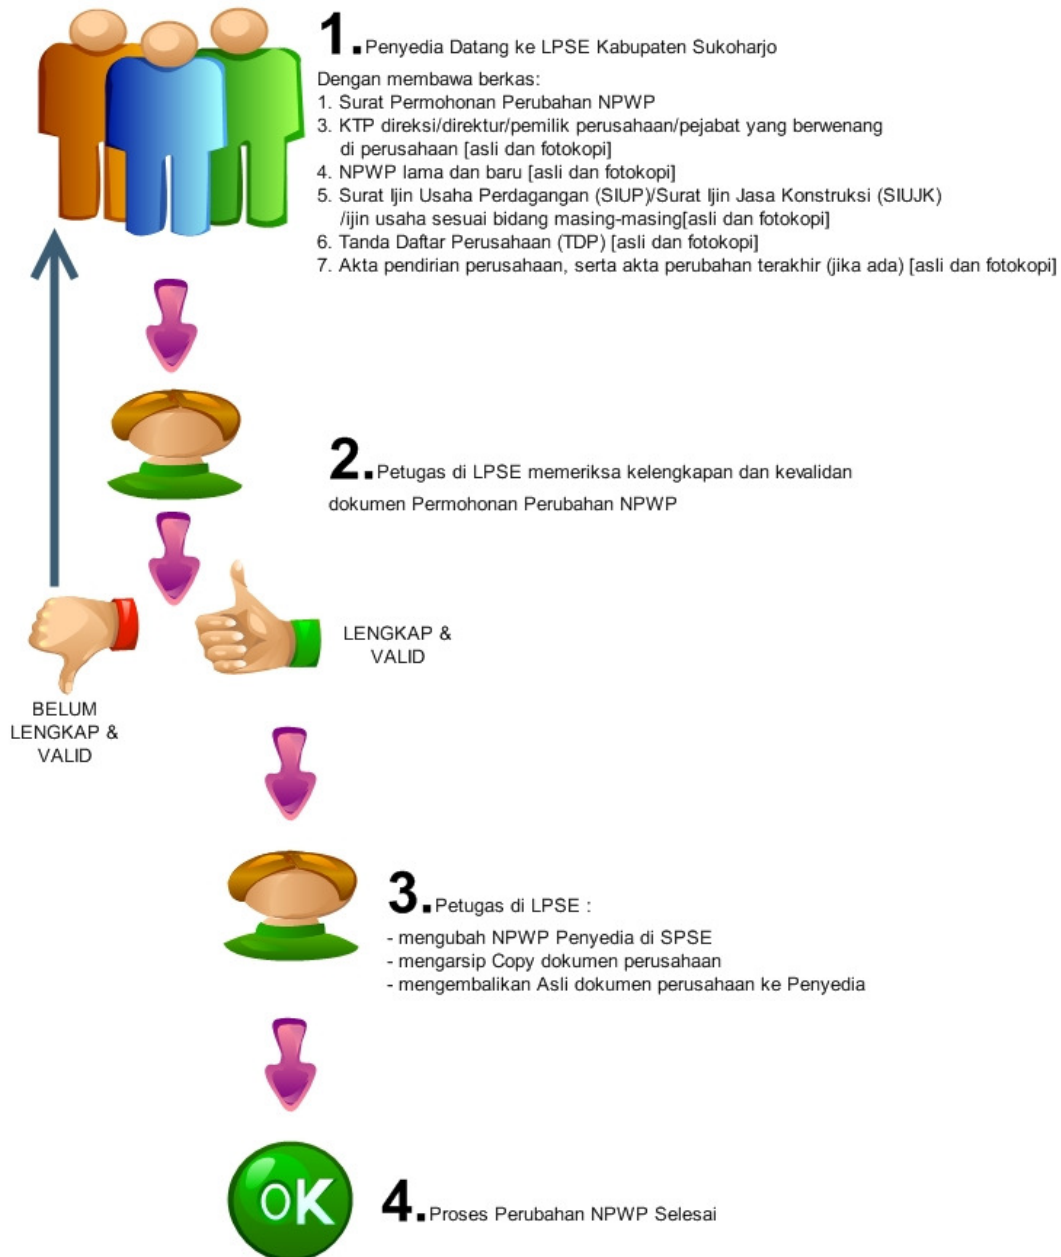 1.Penyedia Datang ke LPSE Kabupaten Sukoharjo
Dengan membawa berkas:
1. Surat Permohonan Perubahan NPWP
3. KTP direksi/direktur/pemilik perusahaan/pejabat yang berwenang
di perusahaan [asli dan fotokopi]
4. NPWP lama dan baru [asli dan fotokopi]
5. Surat Ijin Usaha Perdagangan (SIUP)/Surat Ijin Jasa Konstruksi (SIUJK)
/ijin usaha sesuai bidang masing-masing[asli dan fotokopi]
6. Tanda Daftar Perusahaan (TDP) [asli dan fotokopi]
7. Akta pendirian perusahaan, serta akta perubahan terakhir (jika ada) [asli dan fotokopi]
2.Petugas di LPSE memeriksa kelengkapan dan kevalidan
dokumen Permohonan Perubahan NPWP
LENGKAP &
VALID
BELUM
LENGKAP &
VALID
3.Petugas di LPSE :
- mengubah NPWP Penyedia di SPSE
- mengarsip Copy dokumen perusahaan
- mengembalikan Asli dokumen perusahaan ke Penyedia
OK
4.Proses Perubahan NPWP Selesai